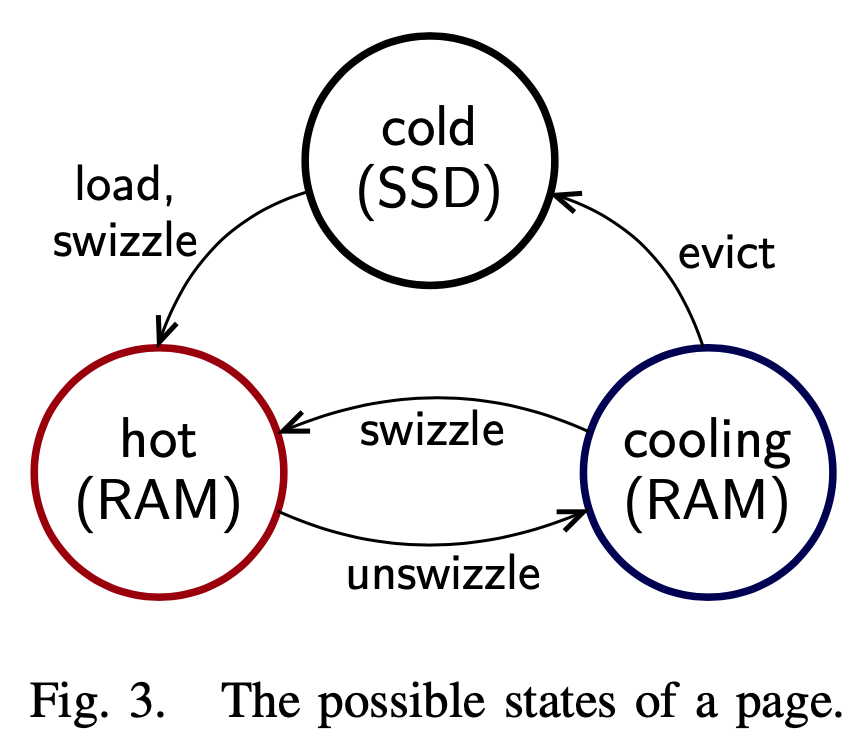 cold
(SSD)
load,
swizzle
evict
hot
(RAM)
swizzle
cooling
(RAM)
unswizzle
Fig. 3. The possible states of a page.